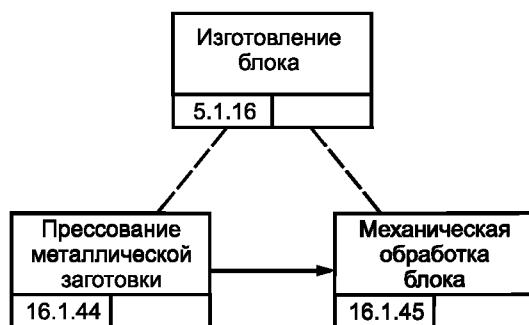 Изготовление
блока
5.1.16
Прессование
металлической
заготовки
16.1.44
Механическая
обработка
блока
16.1.45